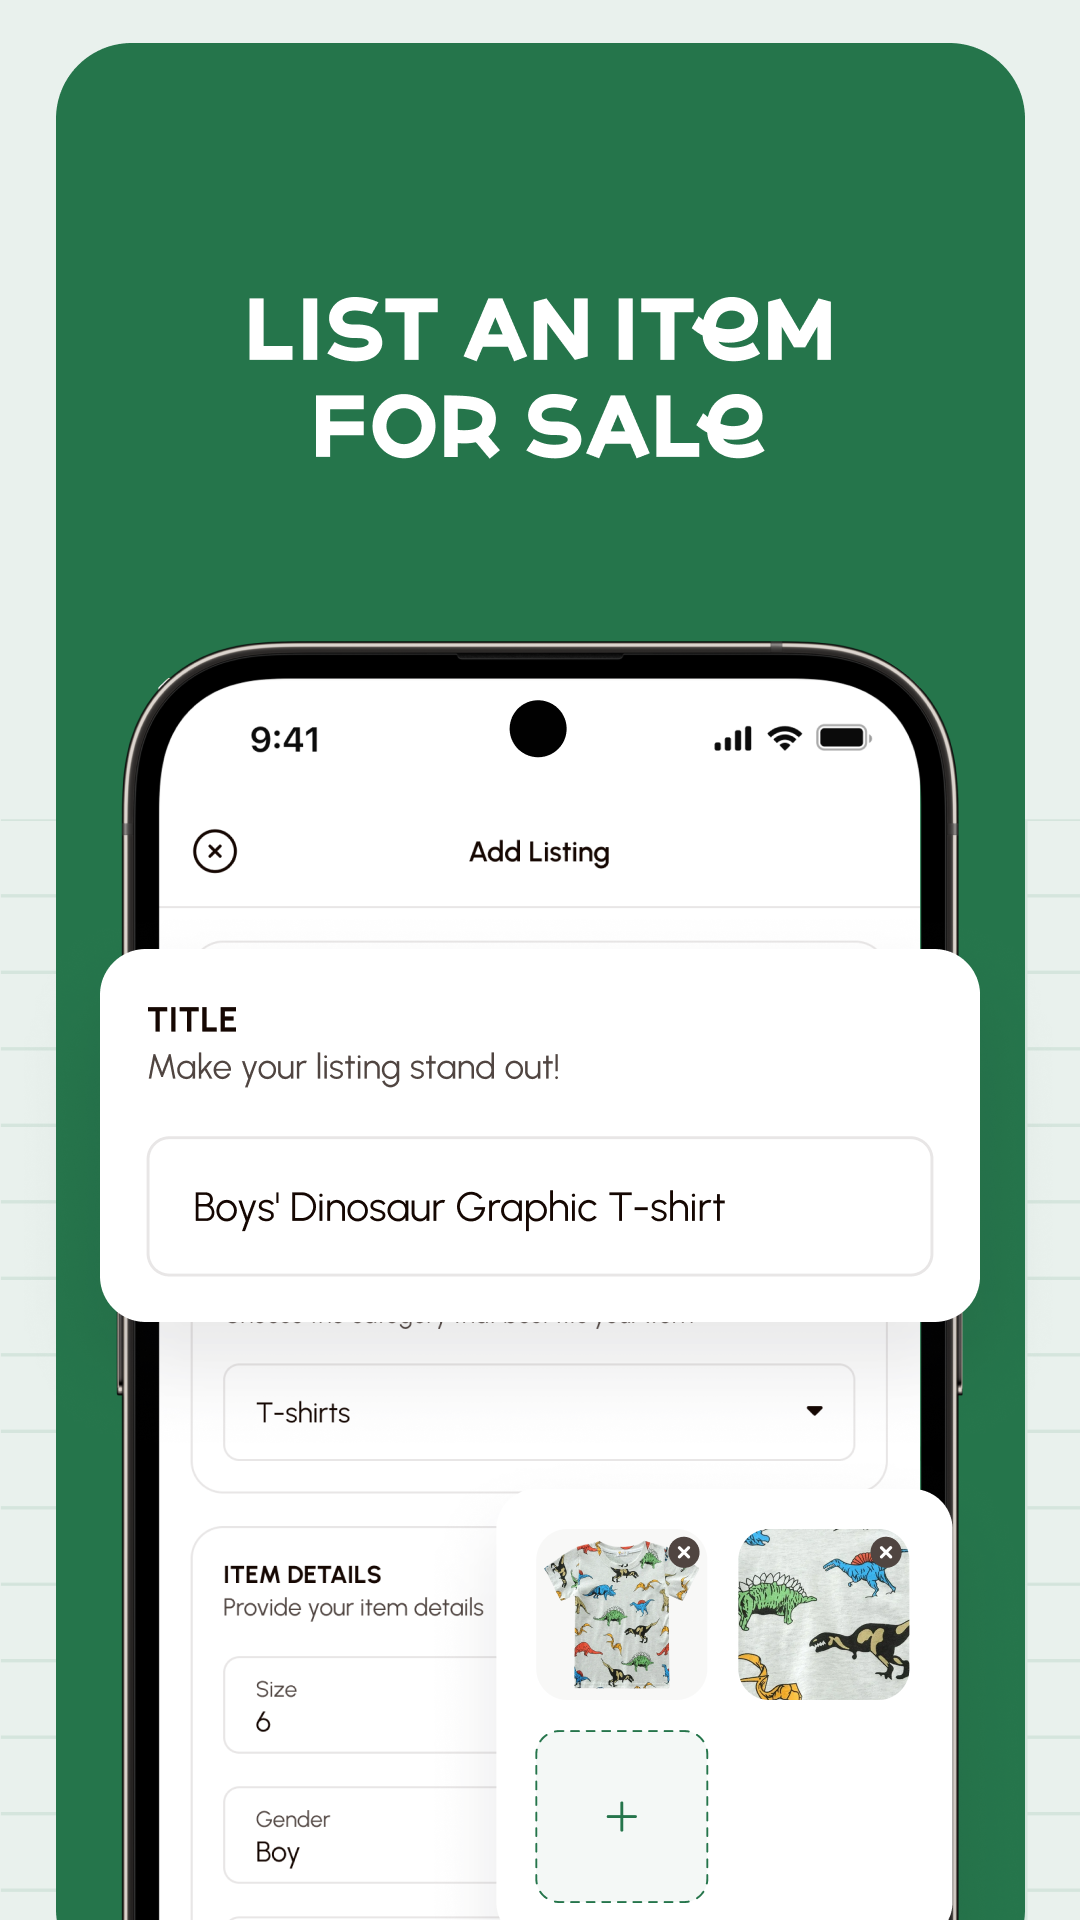 LIST AN ITEM
FOR SALE
9:41
Add Listing
TITLE
Make your listing stand out!
Boys' Dinosaur Graphic T-shirt
T-shirts
ITEM DETAILS
Provide your item details
Size
6
Gender
Boy